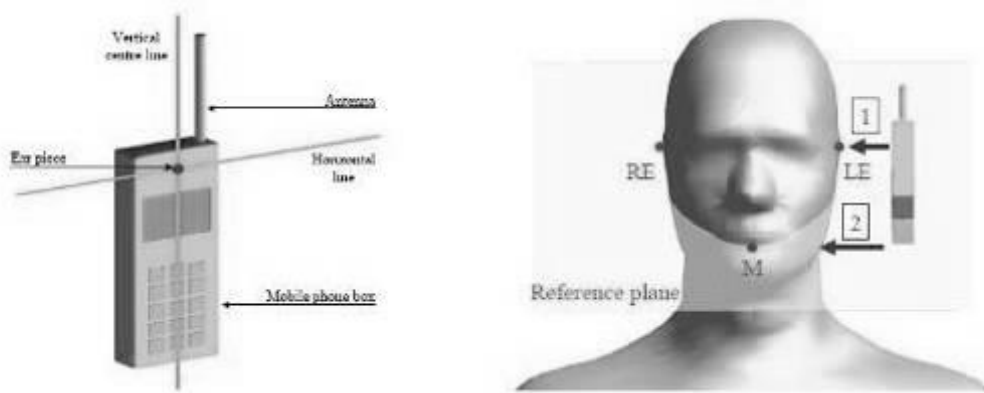 Vertical
centre line
Antenna
Ear piece
Horizontal
line
Mobile phone box
1
RE
LE
2
M
Reference plane